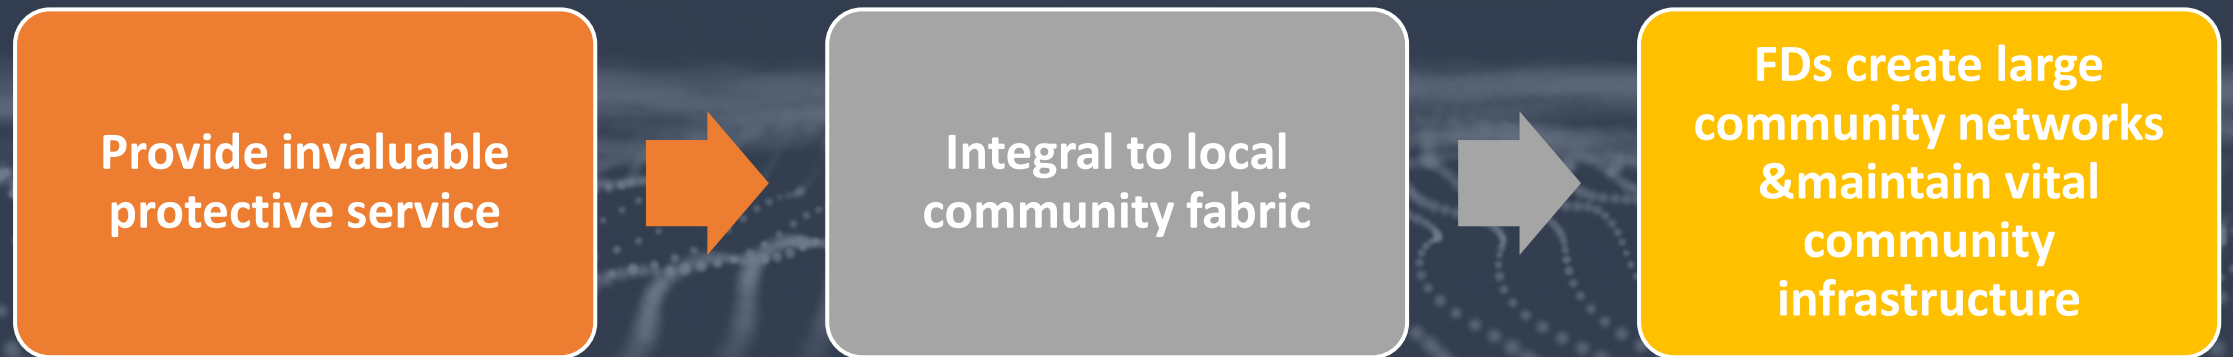 Provide invaluable
protective service
Integral to local
community fabric
FDs create large
community networks
&maintain vital
community
infrastructure